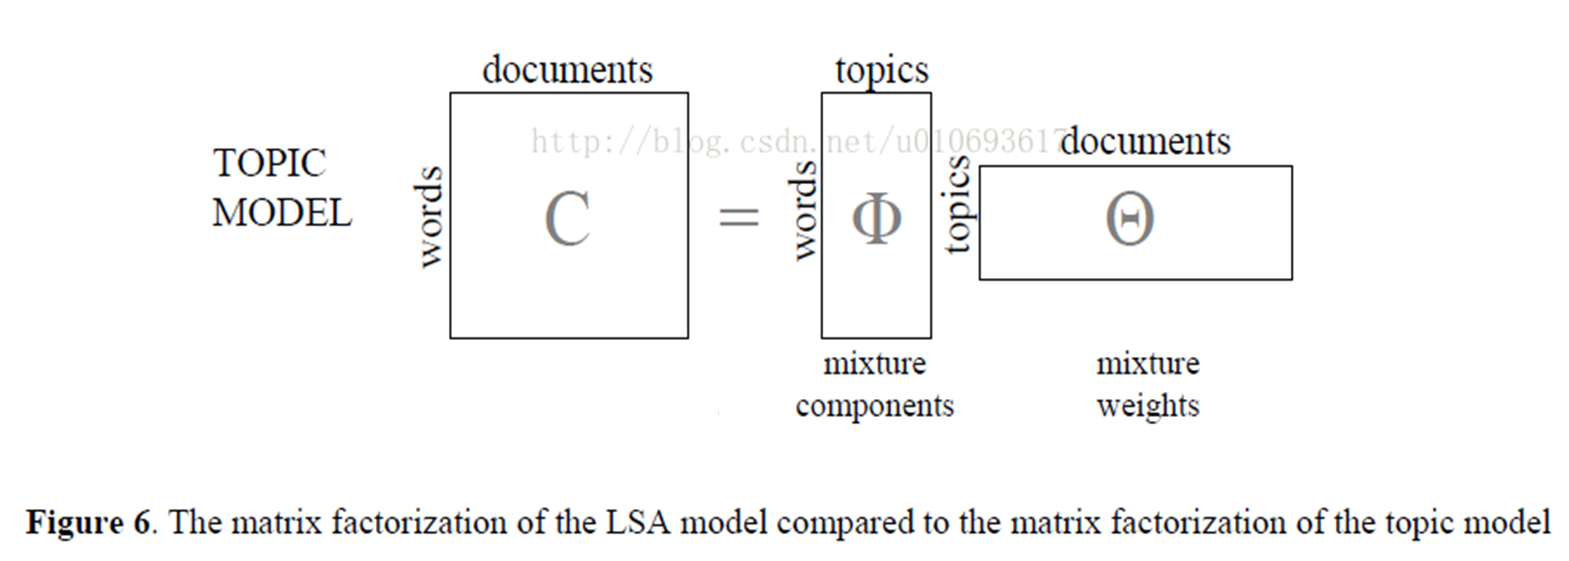 documents
topics
http://blog.csdn.net/u010693617
documents
TOPIC
MODEL
words
C
=
words
Φ
topics
Θ
mixture
components
mixture
weights
Figure 6. The matrix factorization of the LSA model compared to the matrix factorization of the topic model